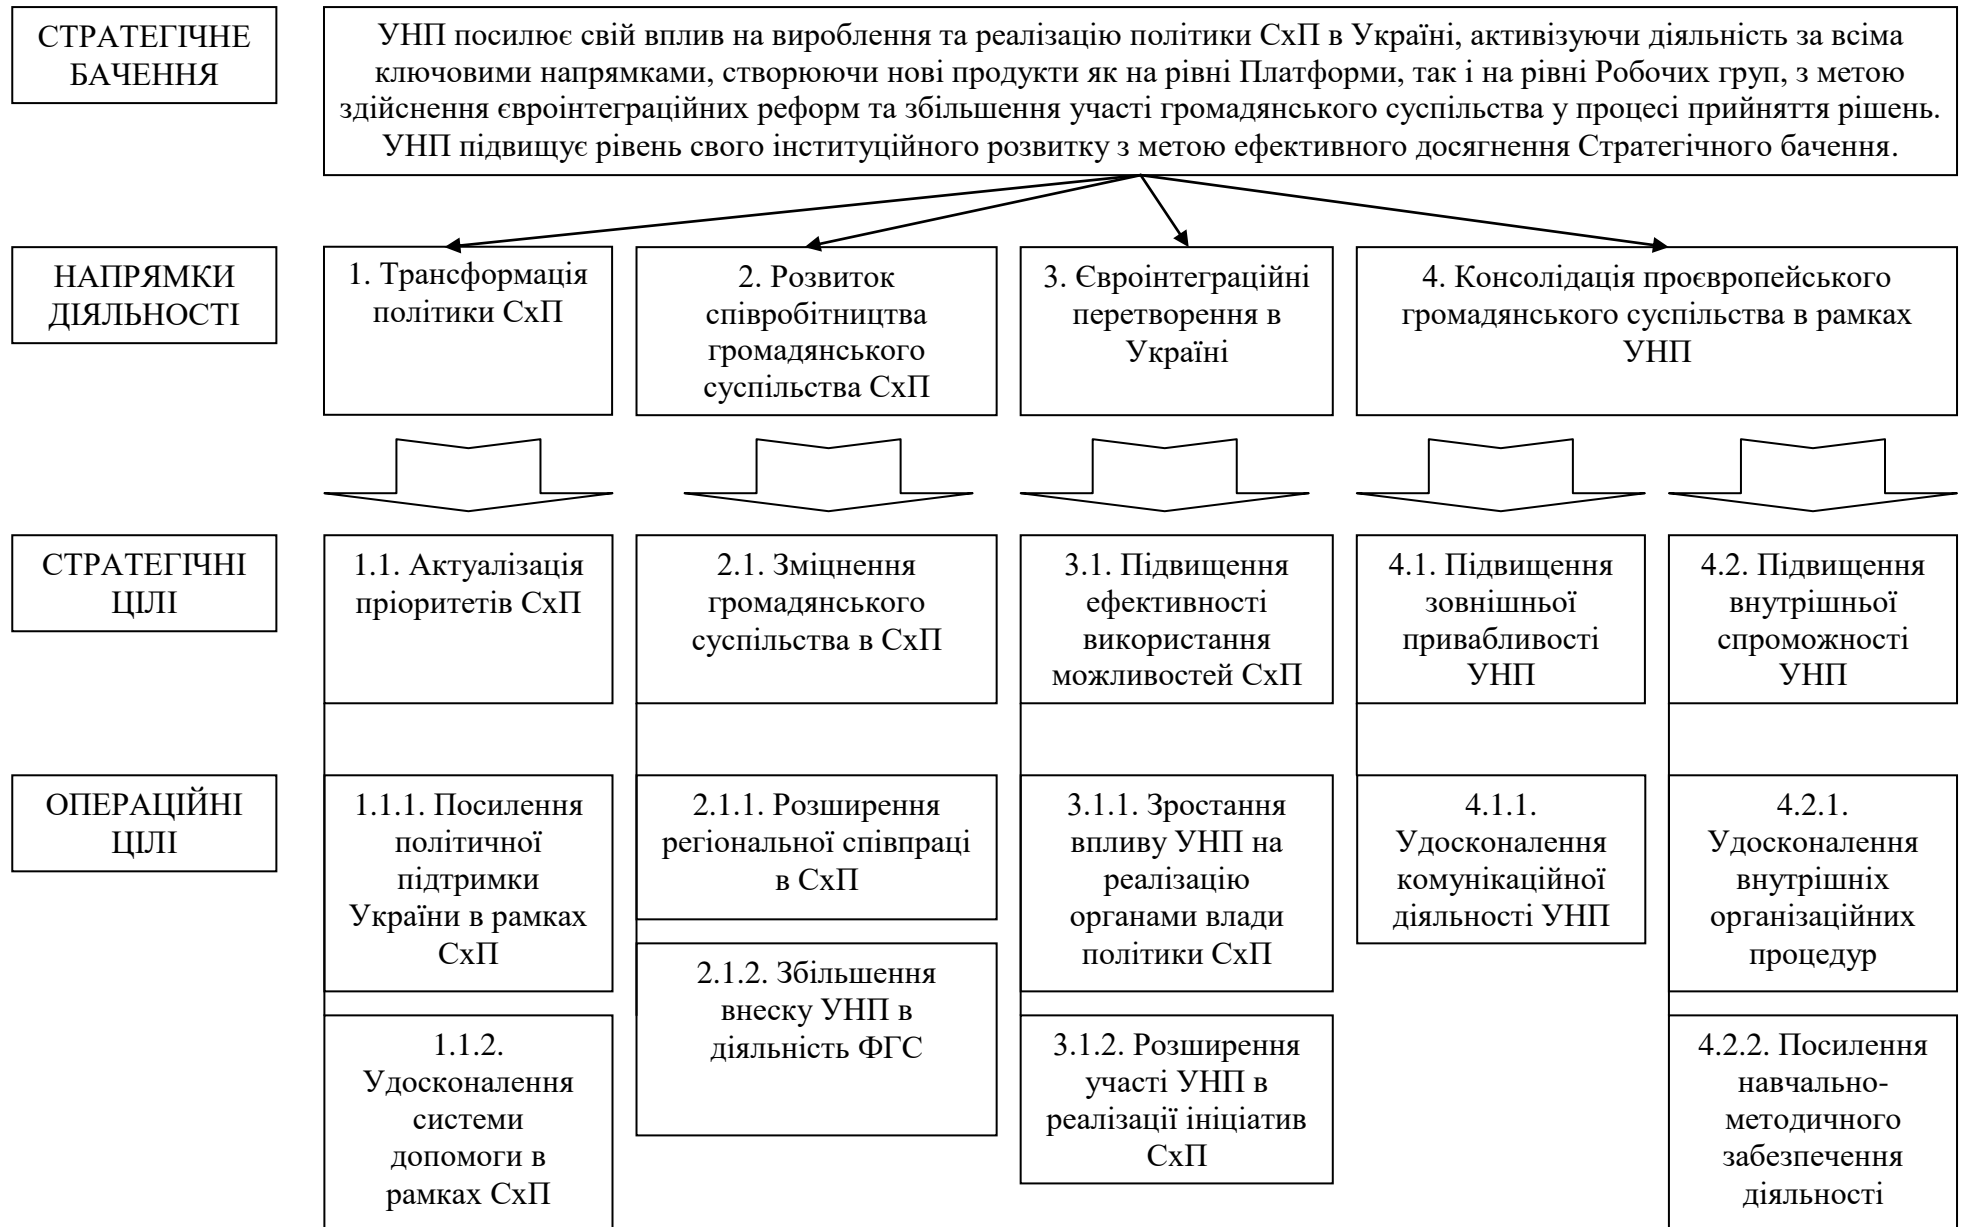 СТРАТЕГІЧНЕ
БАЧЕННЯ
УНП посилює свій вплив на вироблення та реалізацію політики СхП в Україні, активізуючи діяльність за всіма
ключовими напрямками, створюючи нові продукти як на рівні Платформи, так і на рівні Робочих груп, з метою
здійснення євроінтеграційних реформ та збільшення участі громадянського суспільства у процесі прийняття рішень.
УНП підвищує рівень свого інституційного розвитку з метою ефективного досягнення Стратегічного бачення.
НАПРЯМКИ
ДІЯЛЬНОСТІ
1. Трансформація
політики СхП
2. Розвиток
співробітництва
громадянського
суспільства СхП
3. Євроінтеграційні
перетворення в
Україні
4. Консолідація проєвропейського
громадянського суспільства в рамках
УНП
СТРАТЕГІЧНІ
ЦІЛІ
1.1. Актуалізація
пріоритетів СхП
2.1. Зміцнення
громадянського
суспільства в СхП
3.1. Підвищення
ефективності
використання
можливостей СхП
4.1. Підвищення
зовнішньої
привабливості
УНП
4.2. Підвищення
внутрішньої
спроможності
УНП
ОПЕРАЦІЙНІ
ЦІЛІ
1.1.1. Посилення
політичної
підтримки
України в рамках
СхП
2.1.1. Розширення
регіональної співпраці
в СхП
3.1.1. Зростання
впливу УНП на
реалізацію
органами влади
політики СхП
4.1.1.
Удосконалення
комунікаційної
діяльності УНП
4.2.1.
Удосконалення
внутрішніх
організаційних
процедур
1.1.2.
Удосконалення
системи
допомоги в
рамках СхП
2.1.2. Збільшення
внеску УНП в
діяльність ФГС
3.1.2. Розширення
участі УНП в
реалізації ініціатив
СхП
4.2.2. Посилення
навчально-
методичного
забезпечення
діяльності